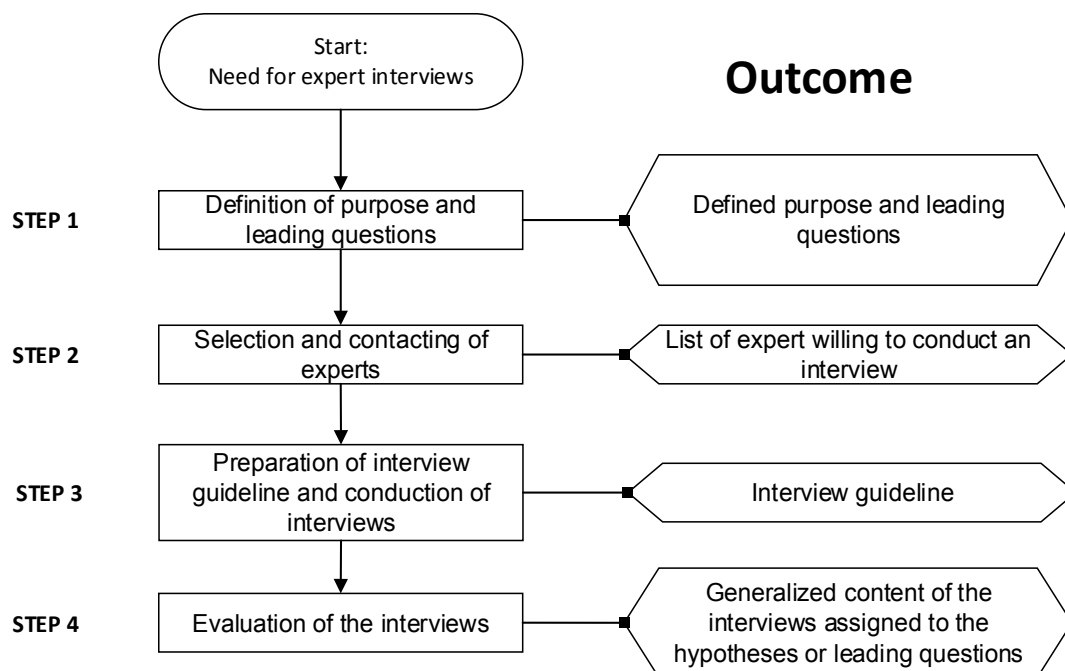 Start:
Need for expert interviews
Outcome
STEP 1
Definition of purpose and
leading questions
Defined purpose and leading
questions
STEP 2
Selection and contacting of
experts
List of expert willing to conduct an
interview
STEP 3
Preparation of interview
guideline and conduction of
interviews
Interview guideline
STEP 4
Evaluation of the interviews
Generalized content of the
interviews assigned to the
hypotheses or leading questions